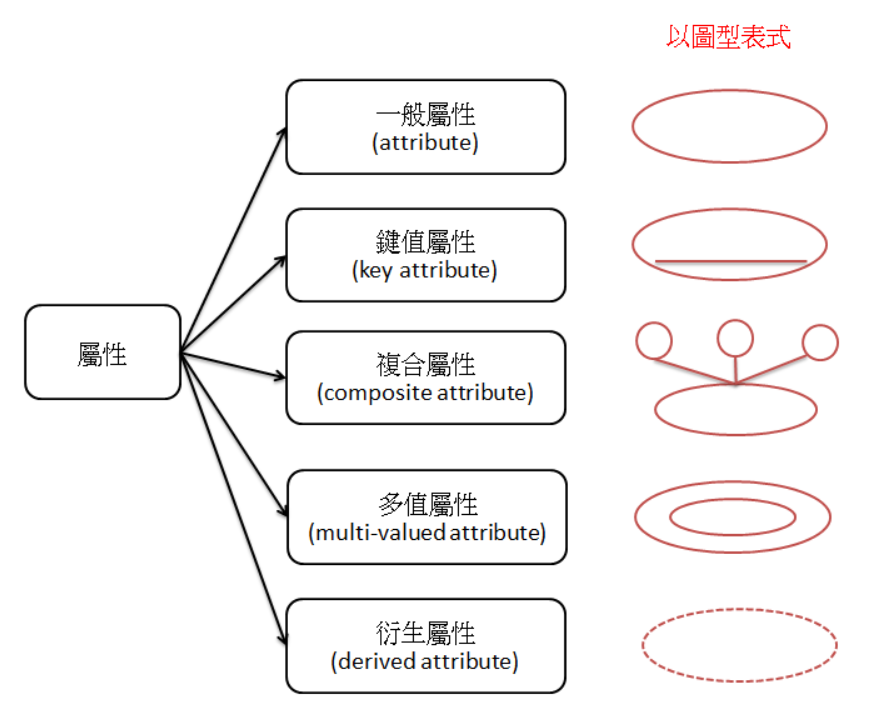 以圖型表式
一般屬性
(attribute)
鍵值屬性
(key attribute)
屬性
複合屬性
(composite attribute)
多值屬性
(multi-valued attribute)
衍生屬性
(derived attribute)